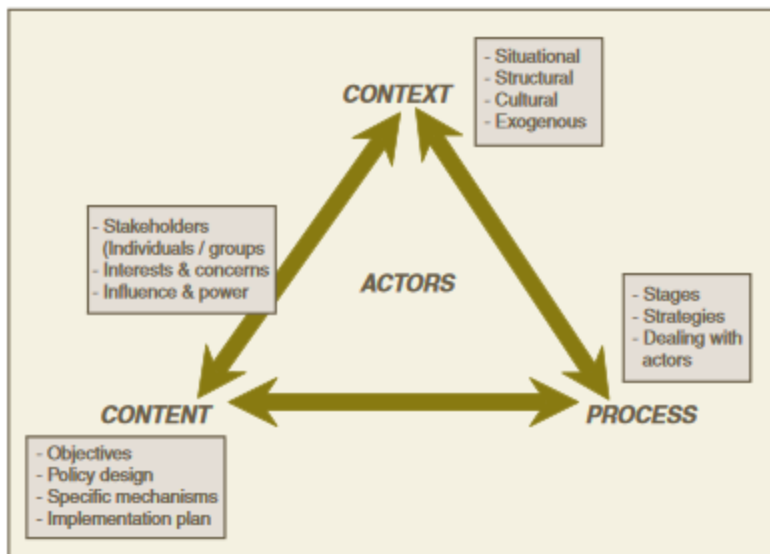 - Situational
- Structural
- Cultural
- Exogenous
CONTEXT
- Stakeholders
(Individuals / groups
- Interests & concerns
- Influence & power
ACTORS
- Stages
- Strategies
- Dealing with
actors
CONTENT
PROCESS
- Objectives
- Policy design
- Specific mechanisms
- Implementation plan